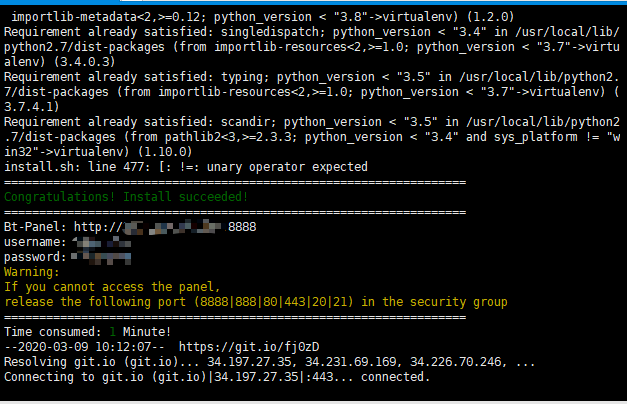 importlib-metadata<2,>=0.12; python_version < "3.8"->virtualenv) (1.2.0)
Requirement already satisfied: singledispatch; python_version < "3.4" in /usr/local/lib/
python2.7/dist-packages (from importlib-resources<2,>=1.0; python_version < "3.7"->virtu
alenv) (3.4.0.3)
Requirement already satisfied: typing; python_version < "3.5" in /usr/local/lib/python2.
7/dist-packages (from importlib-resources<2,>=1.0; python_version < "3.7"->virtualenv) (
3.7.4.1)
Requirement already satisfied: scandir; python_version < "3.5" in /usr/local/lib/python2
.7/dist-packages (from pathlib2<3,>=2.3.3; python_version < "3.4" and sys_platform != "w
in32"->virtualenv) (1.10.0)
install.sh: line 477: [: !=: unary operator expected
==================================================================
Congratulations! Install succeeded!
==================================================================
Bt-Panel: http:// :8888
username:
password:
Warning:
If you cannot access the panel,
release the following port (8888|888|80|443|20|21) in the security group
==================================================================
Time consumed: 1 Minute!
--2020-03-09 10:12:07--  https://git.io/fj0zD
Resolving git.io (git.io)... 34.197.27.35, 34.231.69.169, 34.226.70.246, ...
Connecting to git.io (git.io)|34.197.27.35|:443... connected.